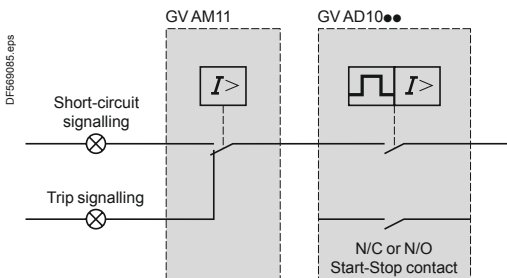 GV AM11
GV AD10●●
DF569085.eps
I>
I>
Short-circuit
signalling
Trip signalling
N/C or N/O
Start-Stop contact